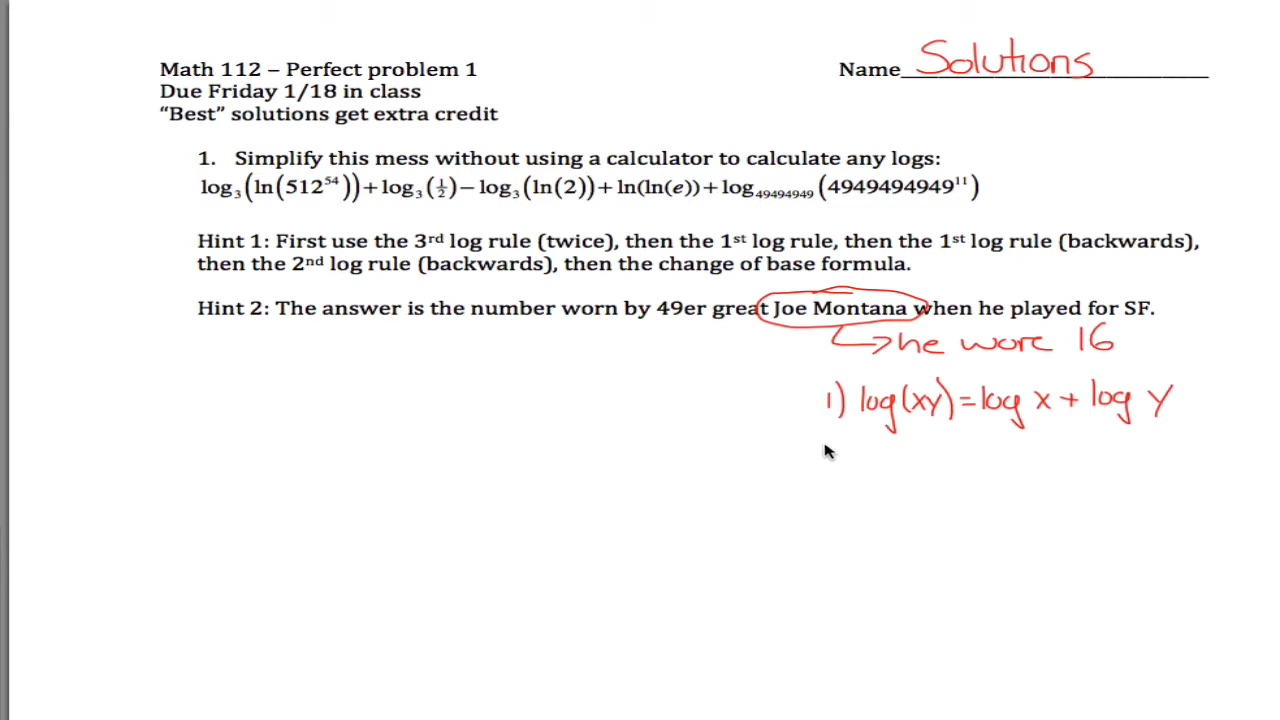 Math 112 – Perfect problem 1
Name Solutions
Due Friday 1/18 in class
“Best” solutions get extra credit
1. Simplify this mess without using a calculator to calculate any logs:
log₃(ln(512⁵⁴))+log₃(½)−log₃(ln(2))+ln(ln(e))+log₄₉₄₉₄₉₄₉(4949494949¹¹)
Hint 1: First use the 3rd log rule (twice), then the 1st log rule, then the 1st log rule (backwards),
then the 2nd log rule (backwards), then the change of base formula.
Hint 2: The answer is the number worn by 49er great Joe Montana when he played for SF.
he wore 16
1) log(xy)=log x + log y